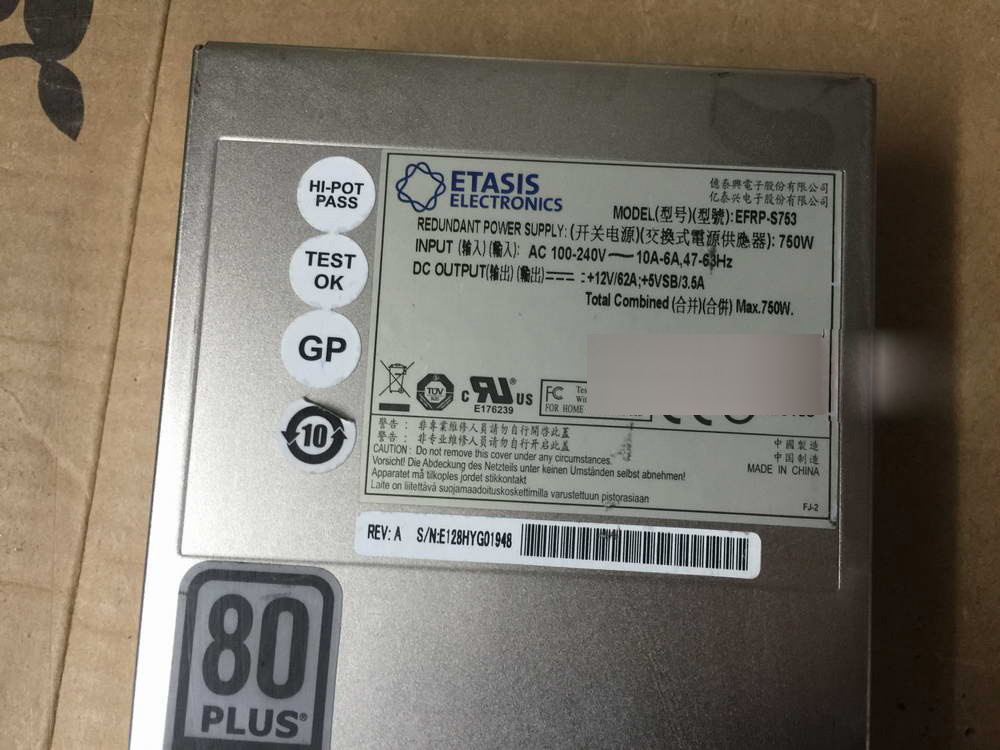 HI-POT
PASS
TEST
OK
GP
10
ETASIS
ELECTRONICS
億泰興電子股份有限公司
亿泰兴电子股份有限公司
MODEL(型号)(型號):EFRP-S753
REDUNDANT POWER SUPPLY:(开关电源)(交換式電源供應器): 750W
INPUT (输入)(輸入): AC 100-240V⁓10A-6A,47-63Hz
DC OUTPUT(输出)(輸出)⎓:+12V/62A;+5VSB/3.5A
Total Combined (合并)(合併) Max.750W.
TÜV
c RU® US
E176239
FC Tes
Wit
FOR HOME
警告: 非專業維修人員請勿自行開啓此蓋
警告: 非专业维修人员请勿自行开启此盖
CAUTION: Do not remove this cover under any circumstances.
Vorsicht! Die Abdeckung des Netzteils unter keinen Umständen selbst abnehmen!
Apparatet må tilkoples jordet stikkontakt
Laite on liitettävä suojamaadoituskoskettimilla varustettuun pistorasiaan
中國製造
中国制造
MADE IN CHINA
FJ-2
REV: A S/N:E128HYG01948
80
PLUS®